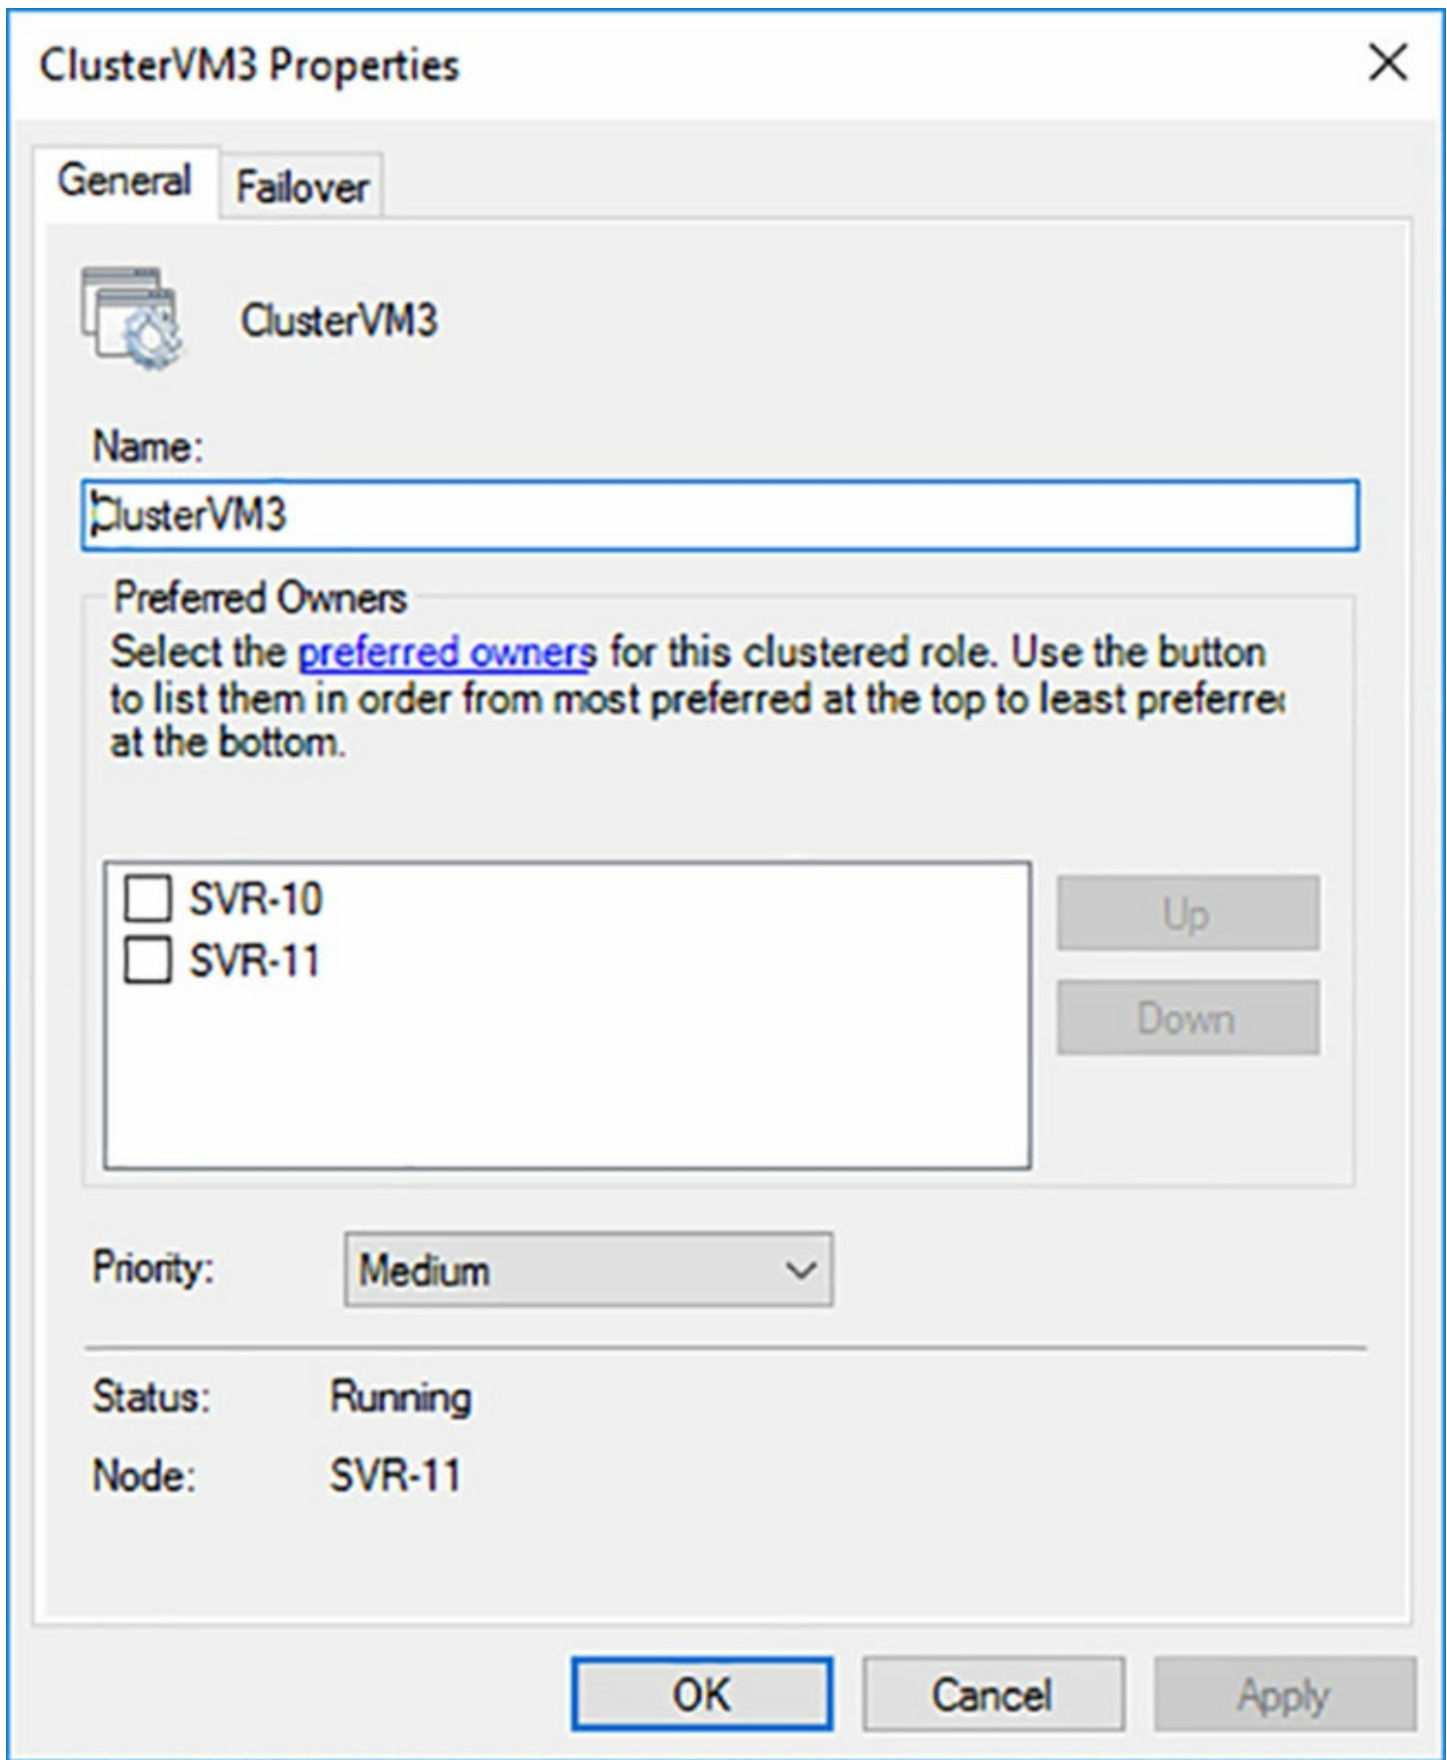 ClusterVM3 Properties
General
Failover
ClusterVM3
Name:
ClusterVM3
Preferred Owners
Select the preferred owners for this clustered role. Use the button
to list them in order from most preferred at the top to least preferred
at the bottom.
SVR-10
SVR-11
Up
Down
Priority:
Medium
Status:
Running
Node:
SVR-11
OK
Cancel
Apply